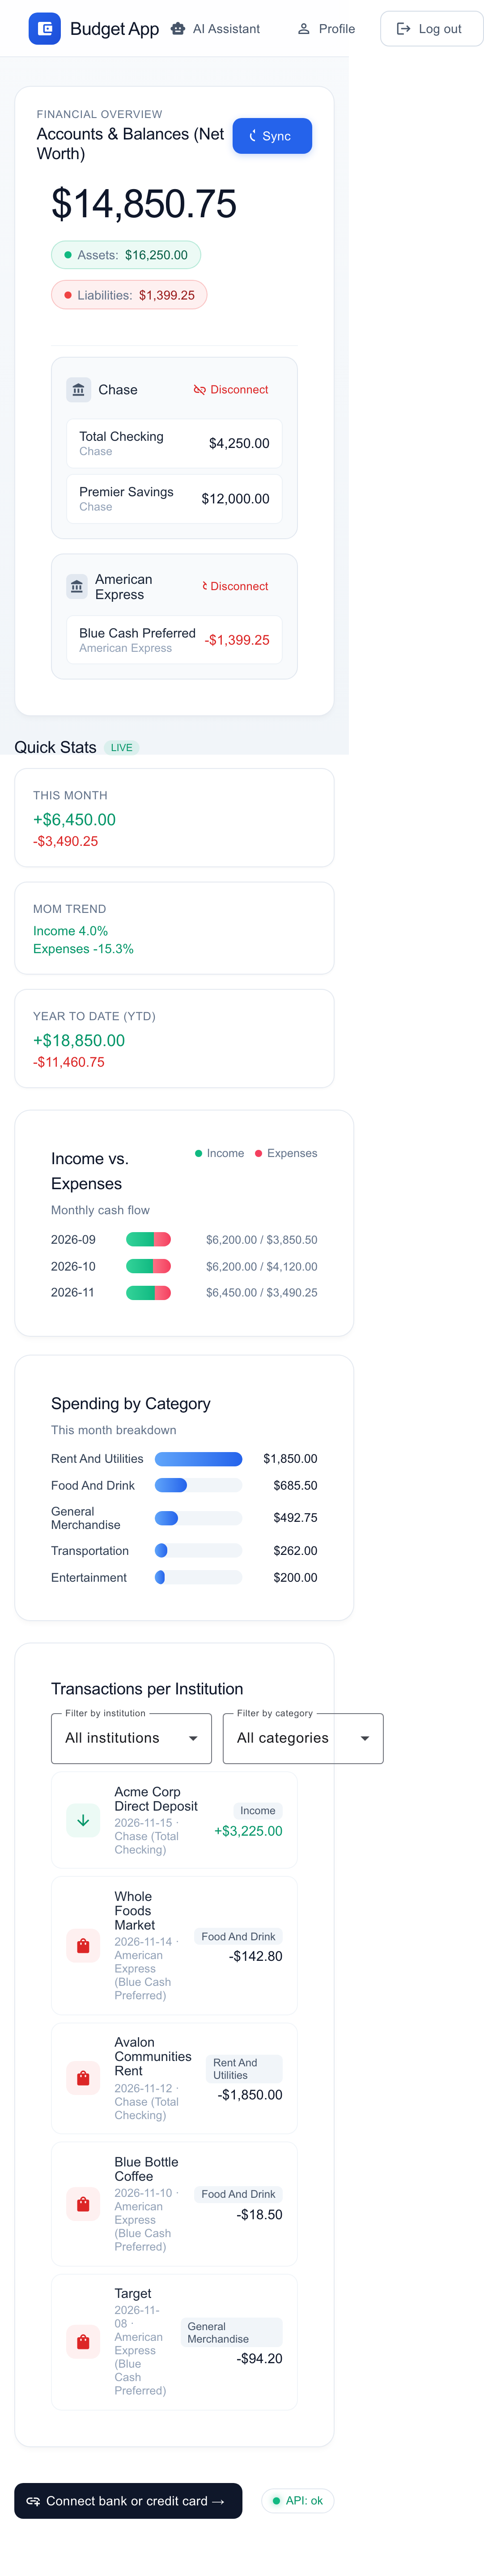 Budget App
AI Assistant
Profile
Log out
FINANCIAL OVERVIEW
Accounts & Balances (Net
Worth)
Sync
$14,850.75
Assets: $16,250.00
Liabilities: $1,399.25
Chase
Disconnect
Total Checking
Chase
$4,250.00
Premier Savings
Chase
$12,000.00
American
Express
Disconnect
Blue Cash Preferred
American Express
-$1,399.25
Quick Stats
LIVE
THIS MONTH
+$6,450.00
-$3,490.25
MOM TREND
Income 4.0%
Expenses -15.3%
YEAR TO DATE (YTD)
+$18,850.00
-$11,460.75
Income vs.
Expenses
Income
Expenses
Monthly cash flow
2026-09
$6,200.00 / $3,850.50
2026-10
$6,200.00 / $4,120.00
2026-11
$6,450.00 / $3,490.25
Spending by Category
This month breakdown
Rent And Utilities
$1,850.00
Food And Drink
$685.50
General
Merchandise
$492.75
Transportation
$262.00
Entertainment
$200.00
Transactions per Institution
Filter by institution
All institutions
Filter by category
All categories
Acme Corp
Direct Deposit
2026-11-15 ·
Chase (Total
Checking)
Income
+$3,225.00
Whole
Foods
Market
2026-11-14 ·
American
Express
(Blue Cash
Preferred)
Food And Drink
-$142.80
Avalon
Communities
Rent
2026-11-12 ·
Chase (Total
Checking)
Rent And
Utilities
-$1,850.00
Blue Bottle
Coffee
2026-11-10 ·
American
Express
(Blue Cash
Preferred)
Food And Drink
-$18.50
Target
2026-11-
08 ·
American
Express
(Blue
Cash
Preferred)
General
Merchandise
-$94.20
Connect bank or credit card →
API: ok